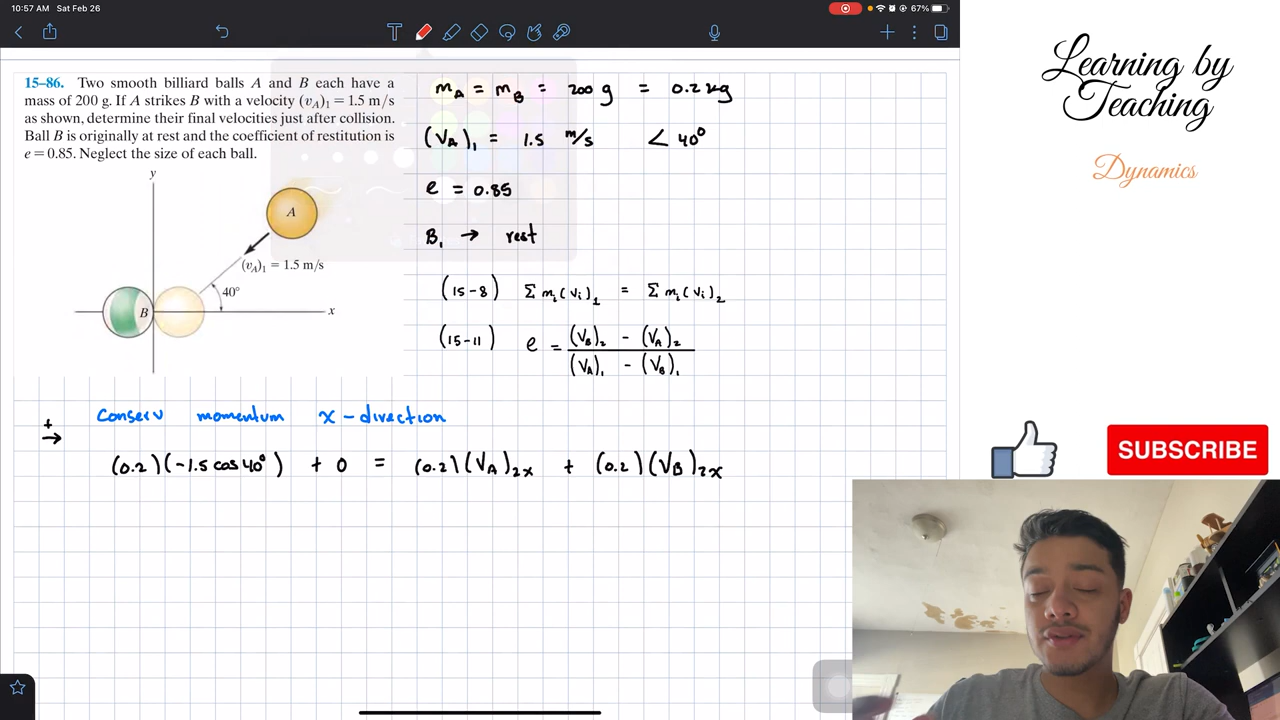 10:57 AM Sat Feb 26
67%
15–86. Two smooth billiard balls A and B each have a
mass of 200 g. If A strikes B with a velocity (vA)1 = 1.5 m/s
as shown, determine their final velocities just after collision.
Ball B is originally at rest and the coefficient of restitution is
e = 0.85. Neglect the size of each ball.
y
A
(vA)1 = 1.5 m/s
40°
B
x
mA = mB = 200 g = 0.2 kg
(VA)1 = 1.5 m/s ∠ 40°
e = 0.85
B1 → rest
(15-8) Σ mi(Vi)1 = Σ mi(Vi)2
(15-11) e = (VB)2 - (VA)2
(VA)1 - (VB)1
Conserv momentum x-direction
+
→
(0.2)(-1.5 cos 40°) + 0 = (0.2)(VA)2x + (0.2)(VB)2x
Learning by
Teaching
Dynamics
SUBSCRIBE